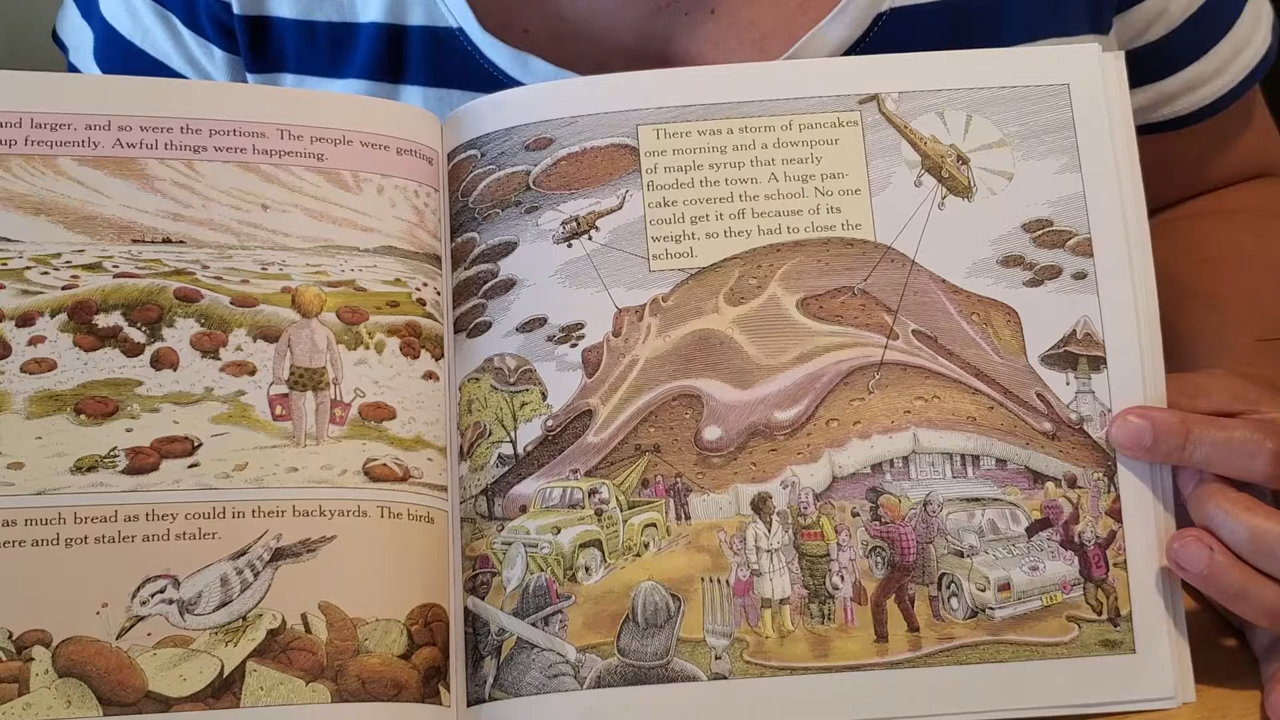 and larger, and so were the portions. The people were getting
up frequently. Awful things were happening.
as much bread as they could in their backyards. The birds
here and got staler and staler.
There was a storm of pancakes
one morning and a downpour
of maple syrup that nearly
flooded the town. A huge pan-
cake covered the school. No one
could get it off because of its
weight, so they had to close the
school.